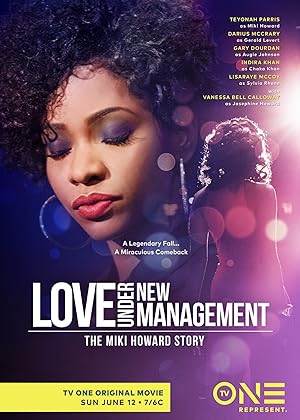 TEYONAH PARRIS
as Miki Howard
DARIUS MCCRARY
as Gerald Levert
GARY DOURDAN
as Augie Johnson
INDIRA KHAN
as Chaka Khan
LISARAYE MCCOY
as Sylvia Rhone
VANESSA BELL CALLOWAY
as Josephine Howard
A Legendary Fall...
A Miraculous Comeback
LOVE UNDER NEW
MANAGEMENT
THE MIKI HOWARD STORY
TV ONE ORIGINAL MOVIE
SUN JUNE 12 • 7/6C
TV ONE
REPRESENT.